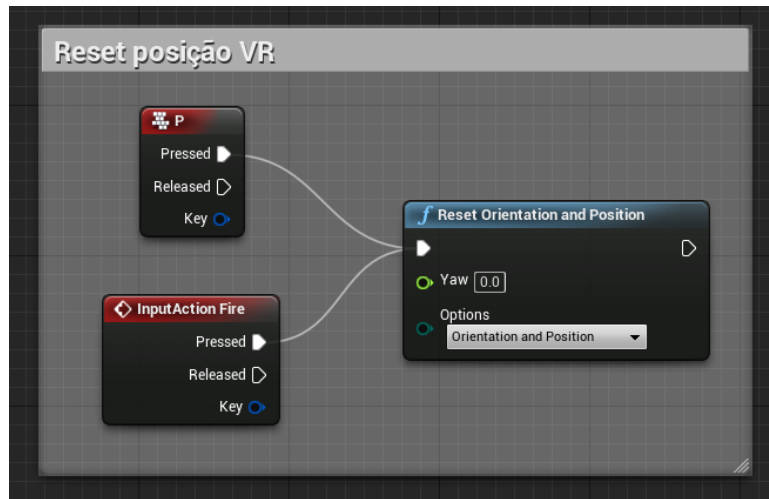 Reset posição VR
P
Pressed
Released
Key
InputAction Fire
Pressed
Released
Key
Reset Orientation and Position
Yaw 0.0
Options
Orientation and Position